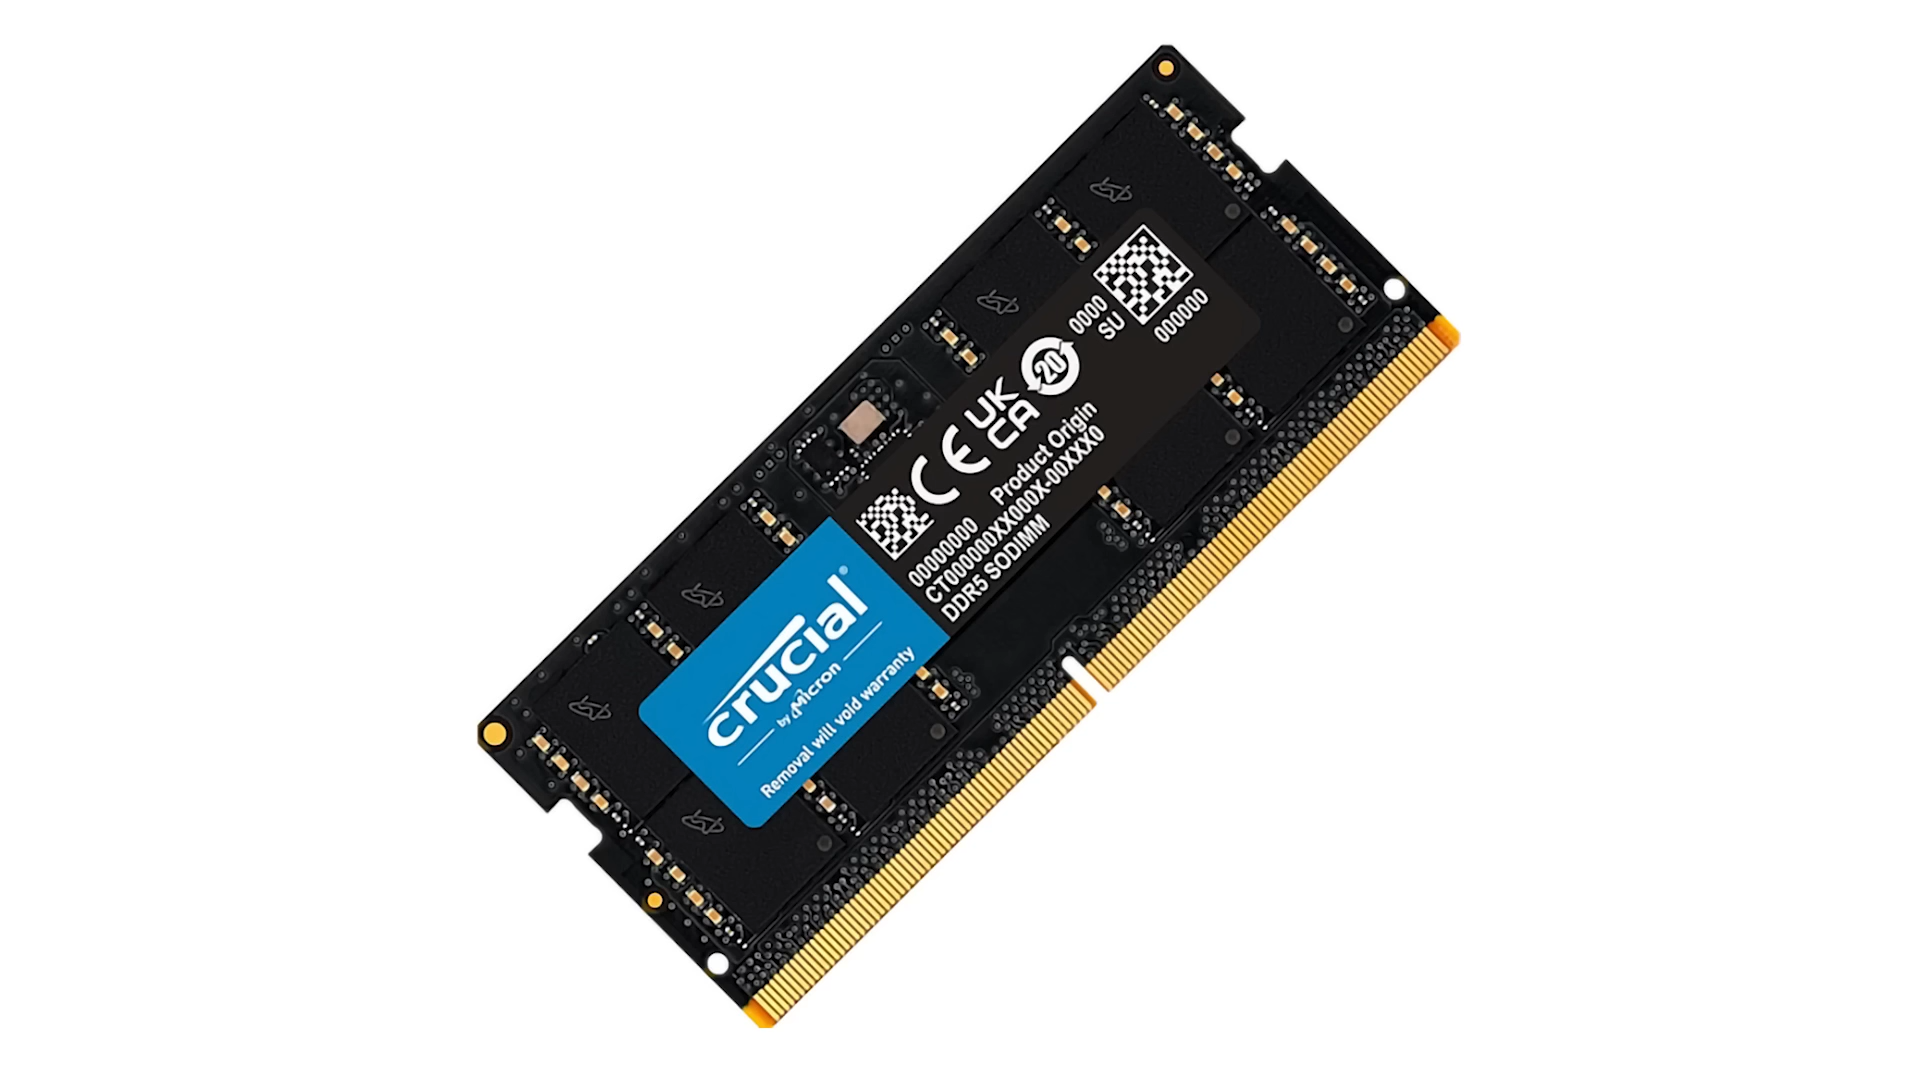 crucial
by Micron
Removal will void warranty
CE UK CA 20
0000
SU
000000
Product Origin
00000000
CT000000XX000X-00XXX0
DDR5 SODIMM